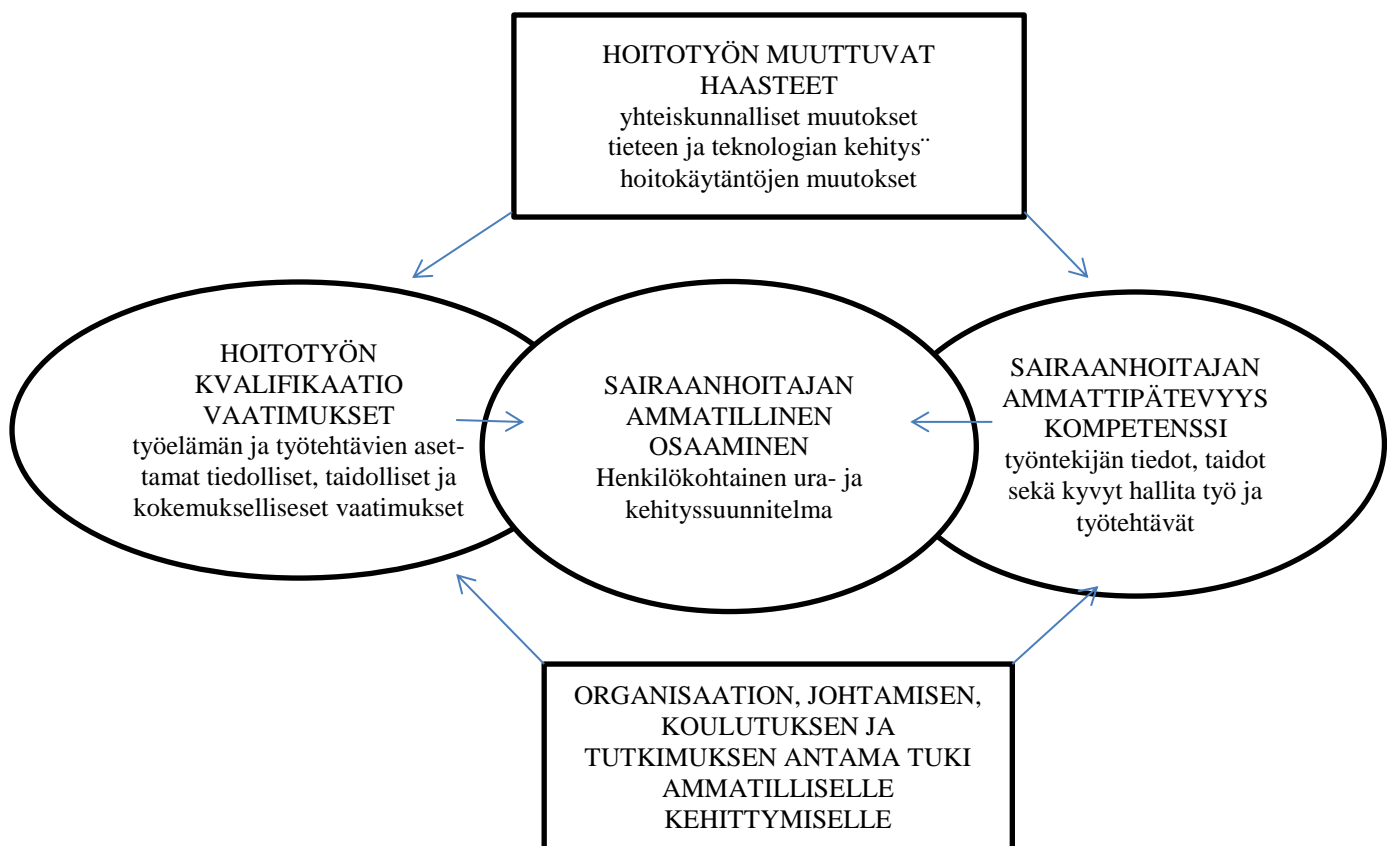 HOITOTYÖN MUUTTUVAT
HAASTEET
yhteiskunnalliset muutokset
tieteen ja teknologian kehitys¨
hoitokäytäntöjen muutokset
HOITOTYÖN
KVALIFIKAATIO
VAATIMUKSET
työelämän ja työtehtävien aset-
tamat tiedolliset, taidolliset ja
kokemukselliseset vaatimukset
SAIRAANHOITAJAN
AMMATILLINEN
OSAAMINEN
Henkilökohtainen ura- ja
kehityssuunnitelma
SAIRAANHOITAJAN
AMMATTIPÄTEVYYS
KOMPETENSSI
työntekijän tiedot, taidot
sekä kyvyt hallita työ ja
työtehtävät
ORGANISAATION, JOHTAMISEN,
KOULUTUKSEN JA
TUTKIMUKSEN ANTAMA TUKI
AMMATILLISELLE
KEHITTYMISELLE